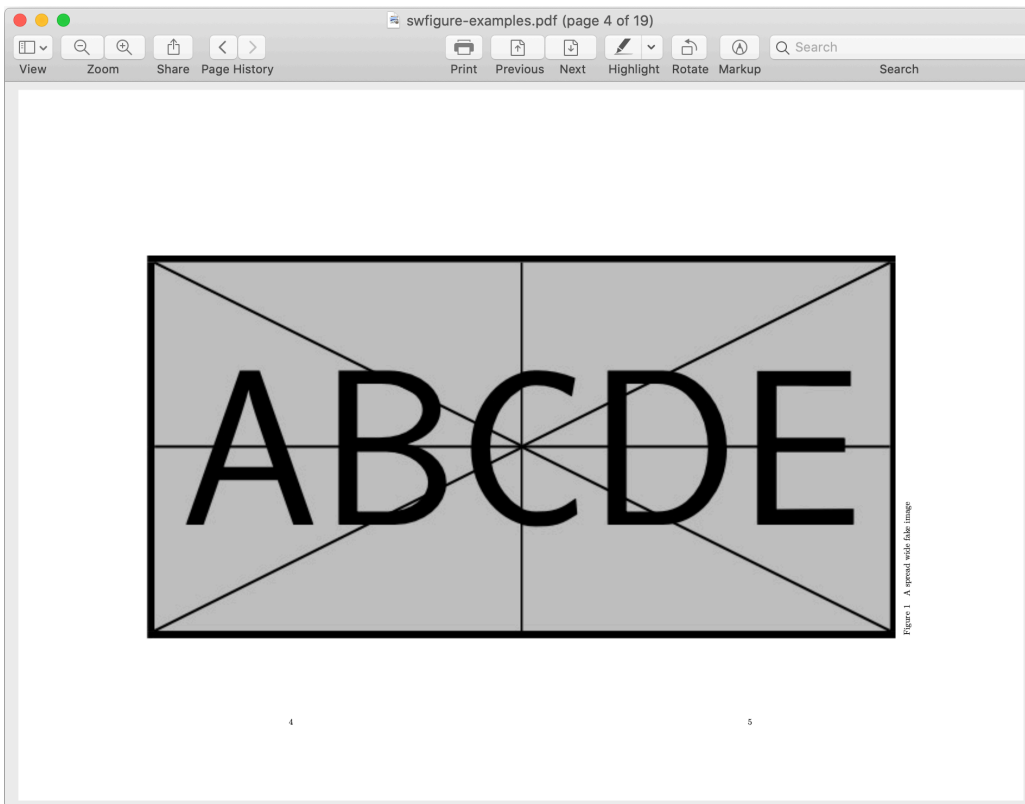 swfigure-examples.pdf (page 4 of 19)
View Zoom Share Page History Print Previous Next Highlight Rotate Markup Search
Search
ABCDE
Figure 1 A spread wide fake image
4 5